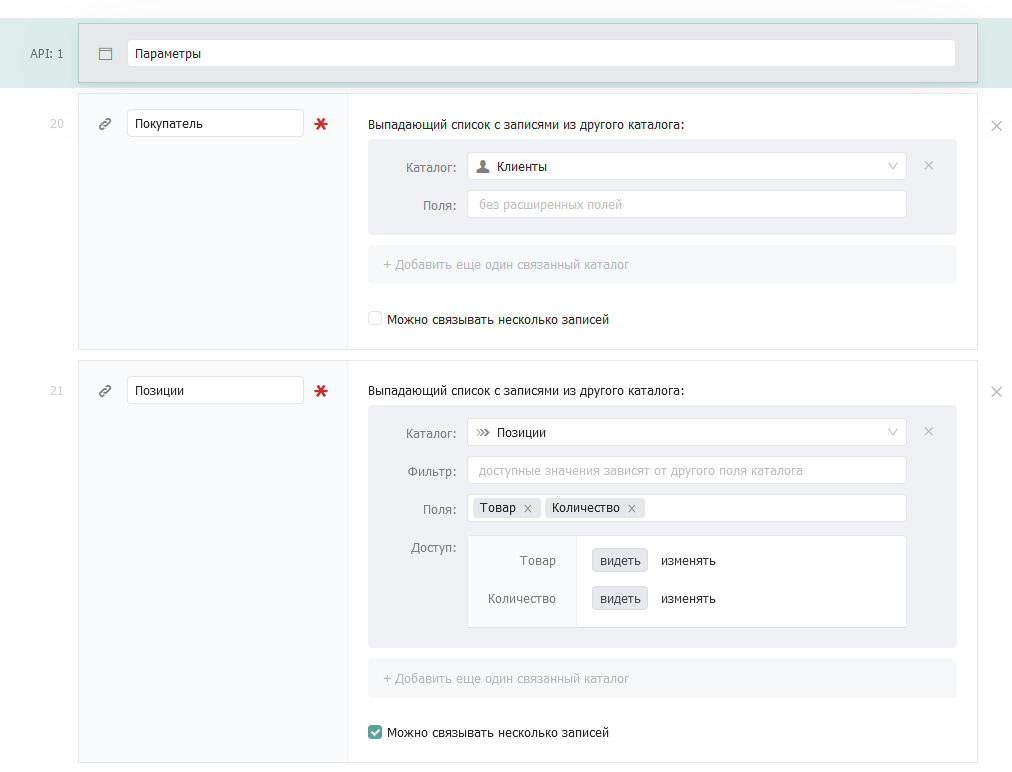 API: 1
Параметры
20
Покупатель
Выпадающий список с записями из другого каталога:
Каталог: Клиенты
Поля: без расширенных полей
+ Добавить еще один связанный каталог
Можно связывать несколько записей
21
Позиции
Выпадающий список с записями из другого каталога:
Каталог: Позиции
Фильтр: доступные значения зависят от другого поля каталога
Поля: Товар Количество
Доступ:
Товар видеть изменять
Количество видеть изменять
+ Добавить еще один связанный каталог
Можно связывать несколько записей